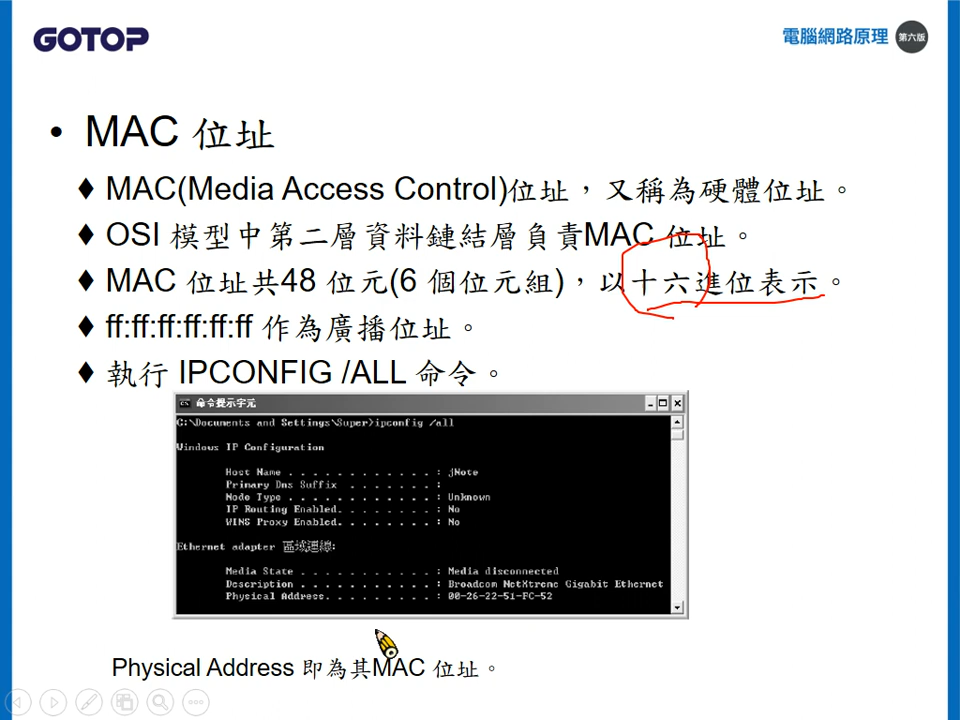 GOTOP
電腦網路原理 第六版
• MAC 位址
♦ MAC(Media Access Control)位址，又稱為硬體位址。
♦ OSI 模型中第二層資料鏈結層負責MAC 位址。
♦ MAC 位址共48 位元(6 個位元組)，以十六進位表示。
♦ ff:ff:ff:ff:ff:ff 作為廣播位址。
♦ 執行 IPCONFIG /ALL 命令。
命令提示字元
C:\Documents and Settings\Super>ipconfig /all
Windows IP Configuration
Host Name . . . . . . . . . . . . : jNote
Primary Dns Suffix . . . . . . . :
Node Type . . . . . . . . . . . . : Unknown
IP Routing Enabled. . . . . . . . : No
WINS Proxy Enabled. . . . . . . . : No
Ethernet adapter 區域連線:
Media State . . . . . . . . . . . : Media disconnected
Description . . . . . . . . . . . : Broadcom NetXtreme Gigabit Ethernet
Physical Address. . . . . . . . . : 00-26-22-51-FC-52
Physical Address 即為其MAC 位址。